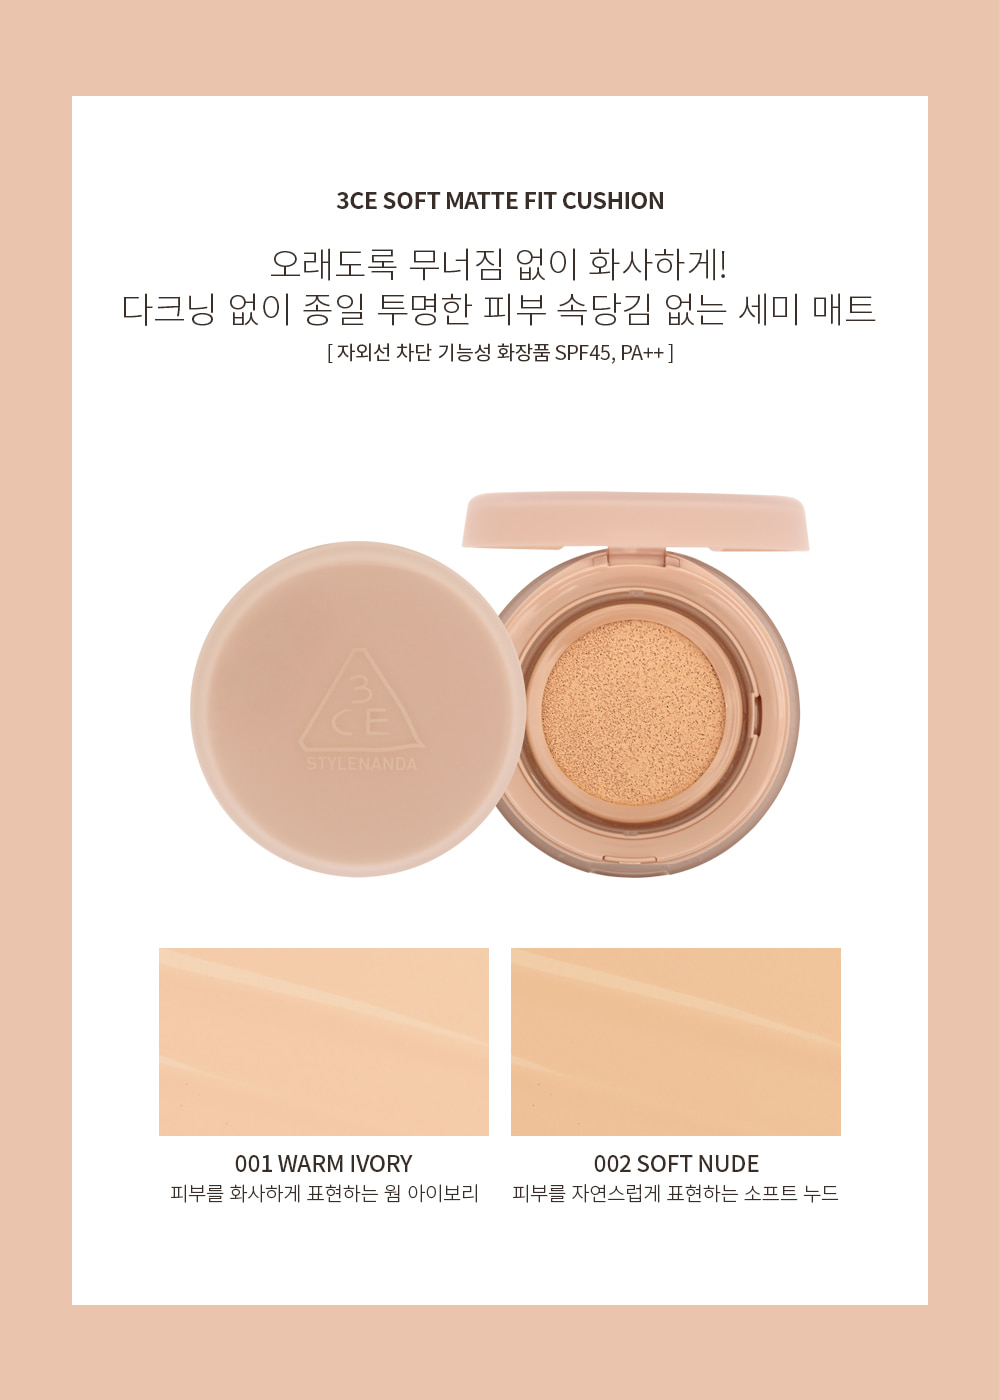 3CE SOFT MATTE FIT CUSHION
오래도록 무너짐 없이 화사하게!
다크닝 없이 종일 투명한 피부 속당김 없는 세미 매트
[ 자외선 차단 기능성 화장품 SPF45, PA++ ]
3
CE
STYLENANDA
001 WARM IVORY
피부를 화사하게 표현하는 웜 아이보리
002 SOFT NUDE
피부를 자연스럽게 표현하는 소프트 누드